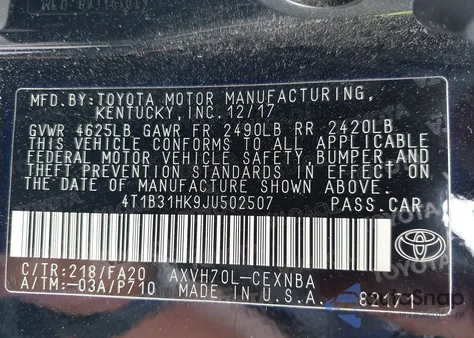 MFD.BY:TOYOTA MOTOR MANUFACTURING,
KENTUCKY,INC.12/17
GVWR 4625LB GAWR FR 2490LB RR 2420LB
THIS VEHICLE CONFORMS TO ALL APPLICABLE
FEDERAL MOTOR VEHICLE SAFETY,BUMPER,AND
THEFT PREVENTION STANDARDS IN EFFECT ON
THE DATE OF MANUFACTURE SHOWN ABOVE.
4T1B31HK9JU502507 PASS.CAR
C/TR:218/FA20 AXVH70L-CEXNBA
A/TM:-03A/P710 MADE IN U.S.A.
TOYOTA
AutoSnap